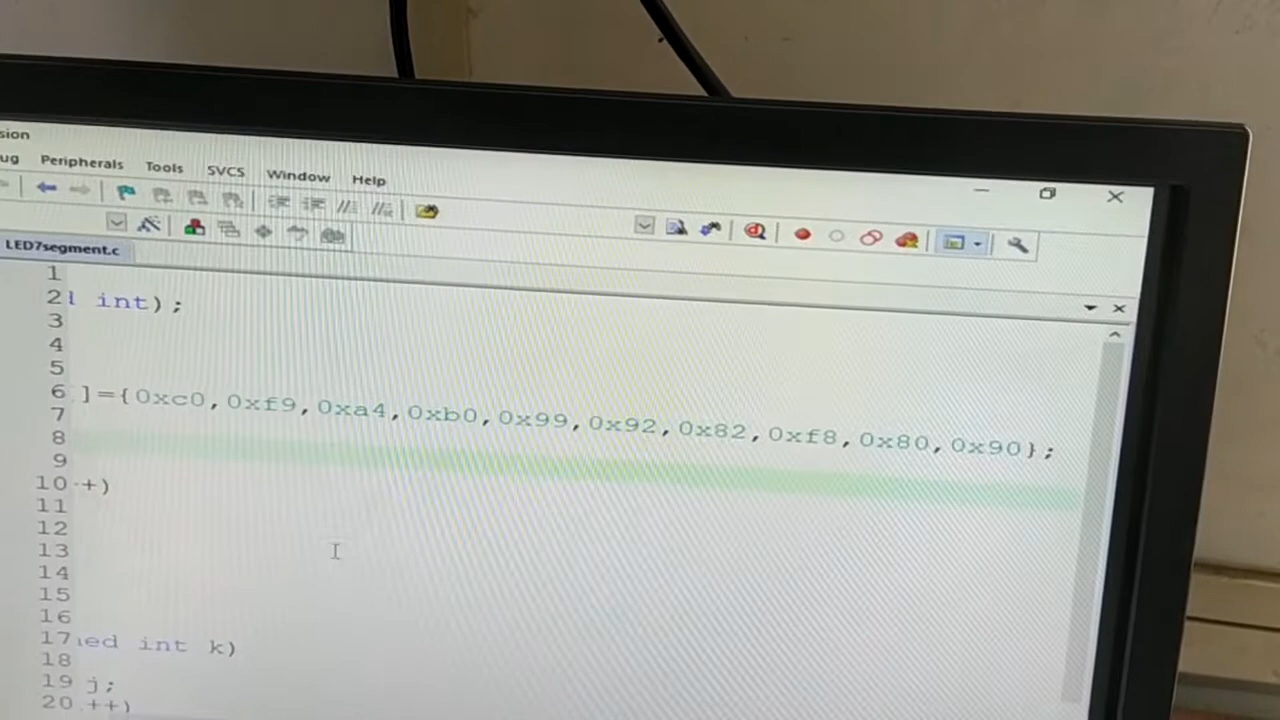 sion
ug Peripherals Tools SVCS Window Help
LED7segment.c
1
2l int);
3
4
5
6 ]={0xc0,0xf9,0xa4,0xb0,0x99,0x92,0x82,0xf8,0x80,0x90};
7
8
9
10 +)
11
12
13
14
15
16
17 ed int k)
18
19 j;
20 ++)